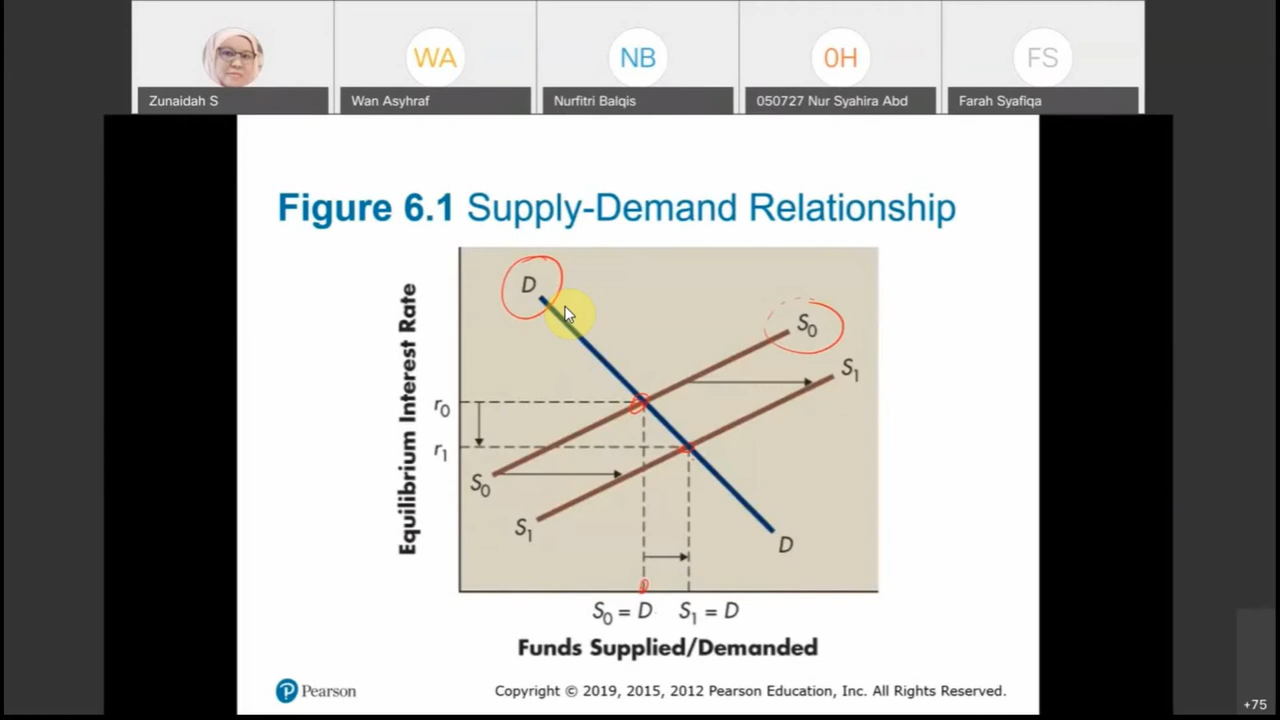 WA NB 0H FS
Zunaidah S Wan Asyhraf Nurfitri Balqis 050727 Nur Syahira Abd Farah Syafiqa
Figure 6.1 Supply-Demand Relationship
Equilibrium Interest Rate
D
S0
S1
r0
r1
S0
S1
D
S0 = D S1 = D
Funds Supplied/Demanded
P Pearson
Copyright © 2019, 2015, 2012 Pearson Education, Inc. All Rights Reserved.
+75